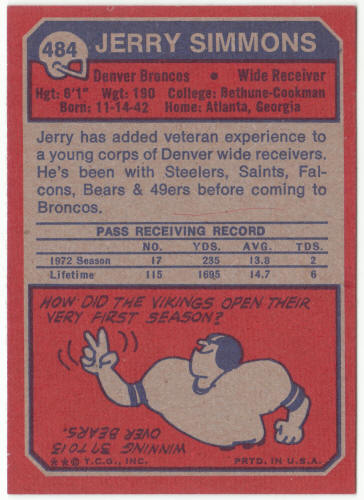 484
JERRY SIMMONS
Denver Broncos • Wide Receiver
Hgt: 6'1" Wgt: 190 College: Bethune-Cookman
Born: 11-14-42 Home: Atlanta, Georgia
Jerry has added veteran experience to
a young corps of Denver wide receivers.
He's been with Steelers, Saints, Fal-
cons, Bears & 49ers before coming to
Broncos.
PASS RECEIVING RECORD
NO. YDS. AVG. TDS.
1972 Season 17 235 13.8 2
Lifetime 115 1695 14.7 6
HOW DID THE VIKINGS OPEN THEIR
VERY FIRST SEASON?
WINNING
37 TO 13
OVER BEARS.
** © T.C.G., INC. PRTD. IN U.S.A.